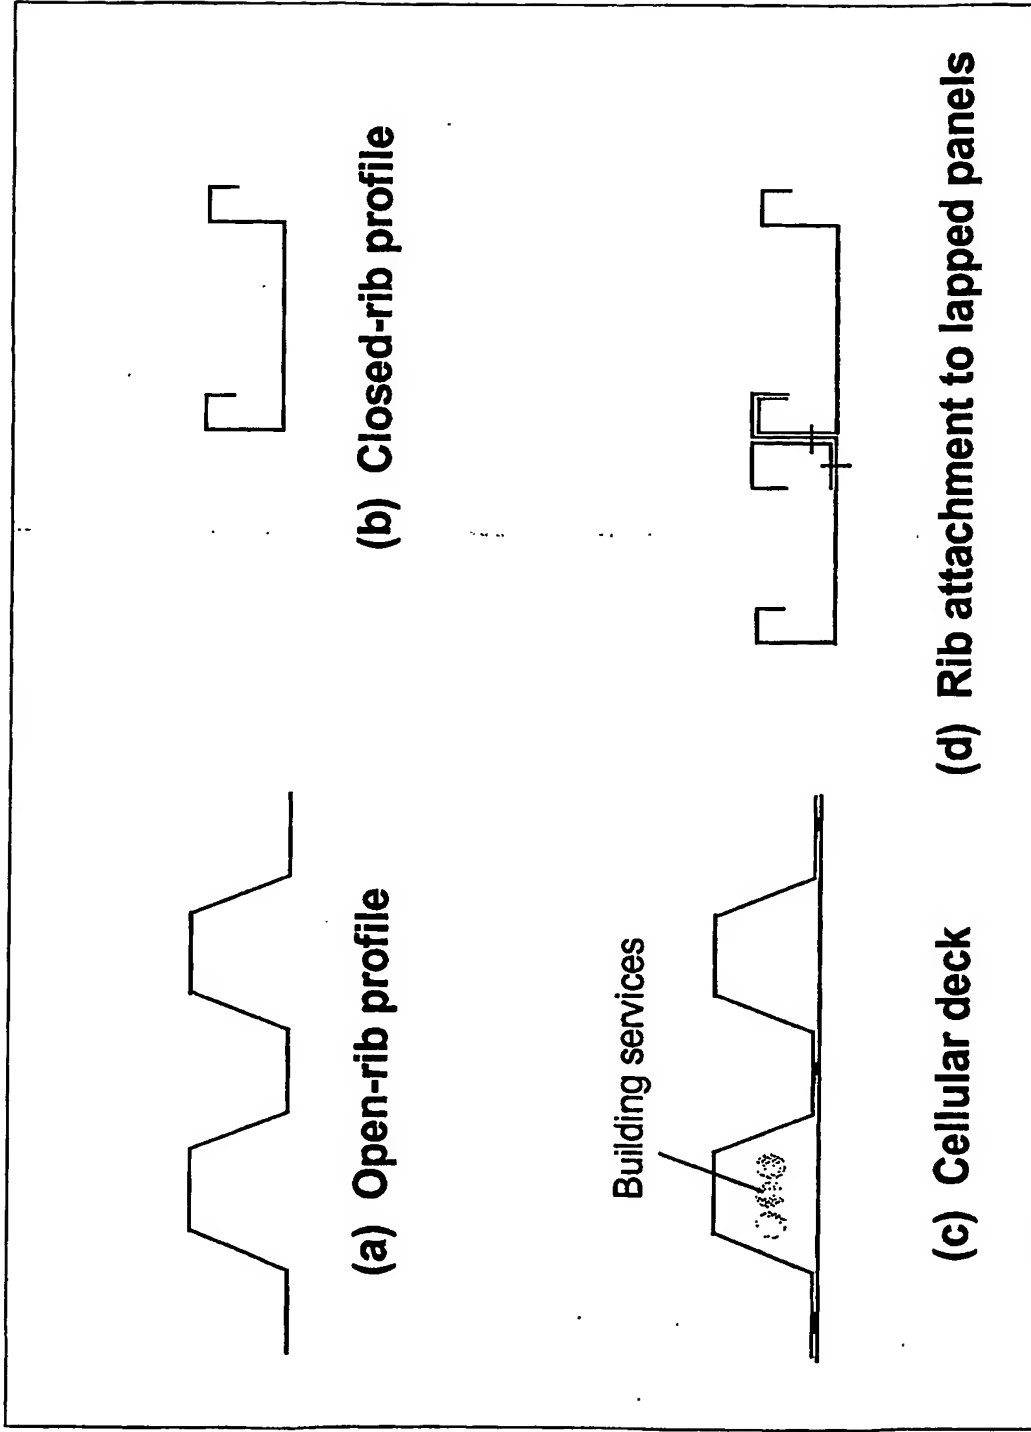 (a) Open-rib profile
(b) Closed-rib profile
Building services
(c) Cellular deck
(d) Rib attachment to lapped panels